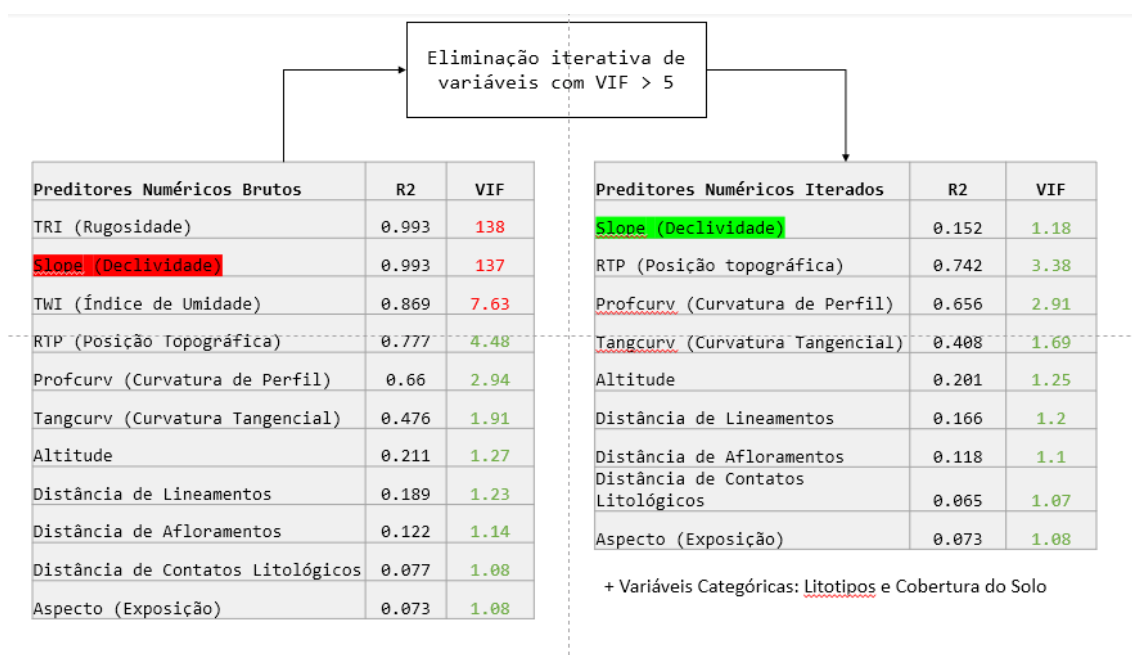 Eliminação iterativa de
variáveis com VIF > 5
Preditores Numéricos Brutos R2 VIF
TRI (Rugosidade) 0.993 138
Slope (Declividade) 0.993 137
TWI (Índice de Umidade) 0.869 7.63
RTP (Posição Topográfica) 0.777 4.48
Profcurv (Curvatura de Perfil) 0.66 2.94
Tangcurv (Curvatura Tangencial) 0.476 1.91
Altitude 0.211 1.27
Distância de Lineamentos 0.189 1.23
Distância de Afloramentos 0.122 1.14
Distância de Contatos Litológicos 0.077 1.08
Aspecto (Exposição) 0.073 1.08
Preditores Numéricos Iterados R2 VIF
Slope (Declividade) 0.152 1.18
RTP (Posição topográfica) 0.742 3.38
Profcurv (Curvatura de Perfil) 0.656 2.91
Tangcurv (Curvatura Tangencial) 0.408 1.69
Altitude 0.201 1.25
Distância de Lineamentos 0.166 1.2
Distância de Afloramentos 0.118 1.1
Distância de Contatos
Litológicos 0.065 1.07
Aspecto (Exposição) 0.073 1.08
+ Variáveis Categóricas: Litotipos e Cobertura do Solo